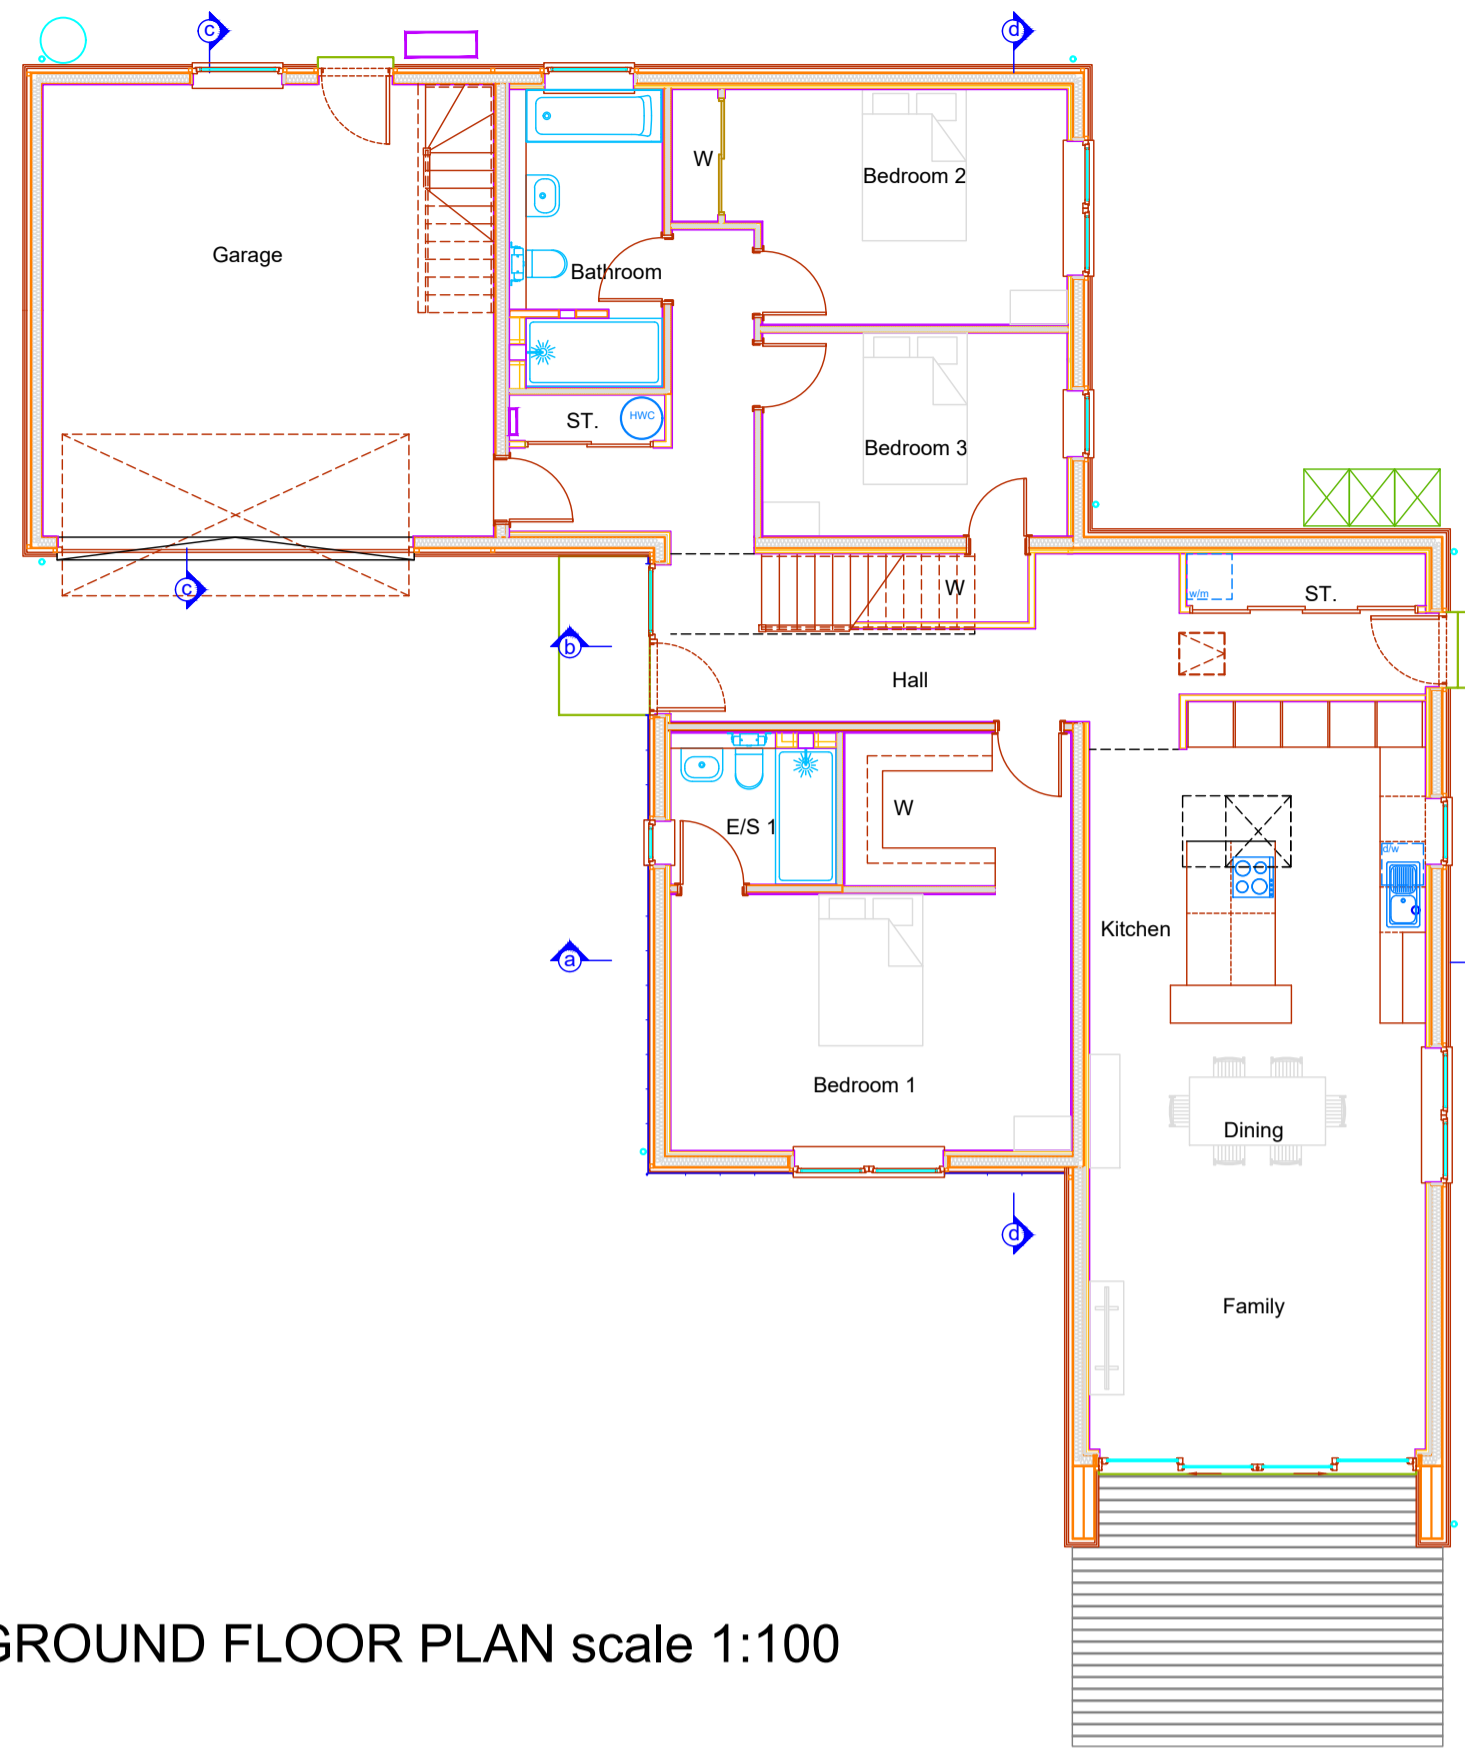 c
d
W
Bedroom 2
Garage
Bathroom
ST.
HWC
Bedroom 3
c
W
w/m
ST.
b
Hall
W
E/S 1
d/w
Kitchen
a
Bedroom 1
Dining
d
Family
GROUND FLOOR PLAN scale 1:100